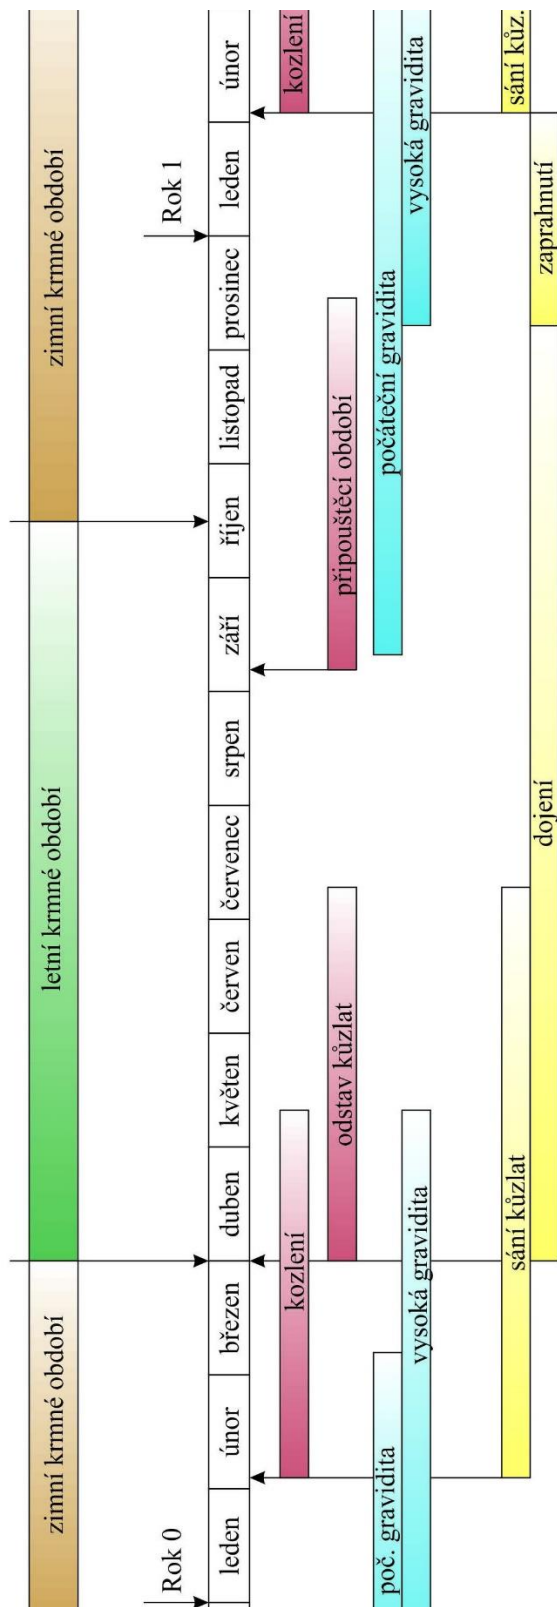 zimní krmné období
letní krmné období
zimní krmné období
Rok 0
Rok 1
leden
únor
březen
duben
květen
červen
červenec
srpen
září
říjen
listopad
prosinec
leden
únor
kozlení
kozlení
odstav kůzlat
připouštěcí období
poč. gravidita
počáteční gravidita
vysoká gravidita
vysoká gravidita
sání kůzlat
sání kůz.
dojení
zaprahnutí